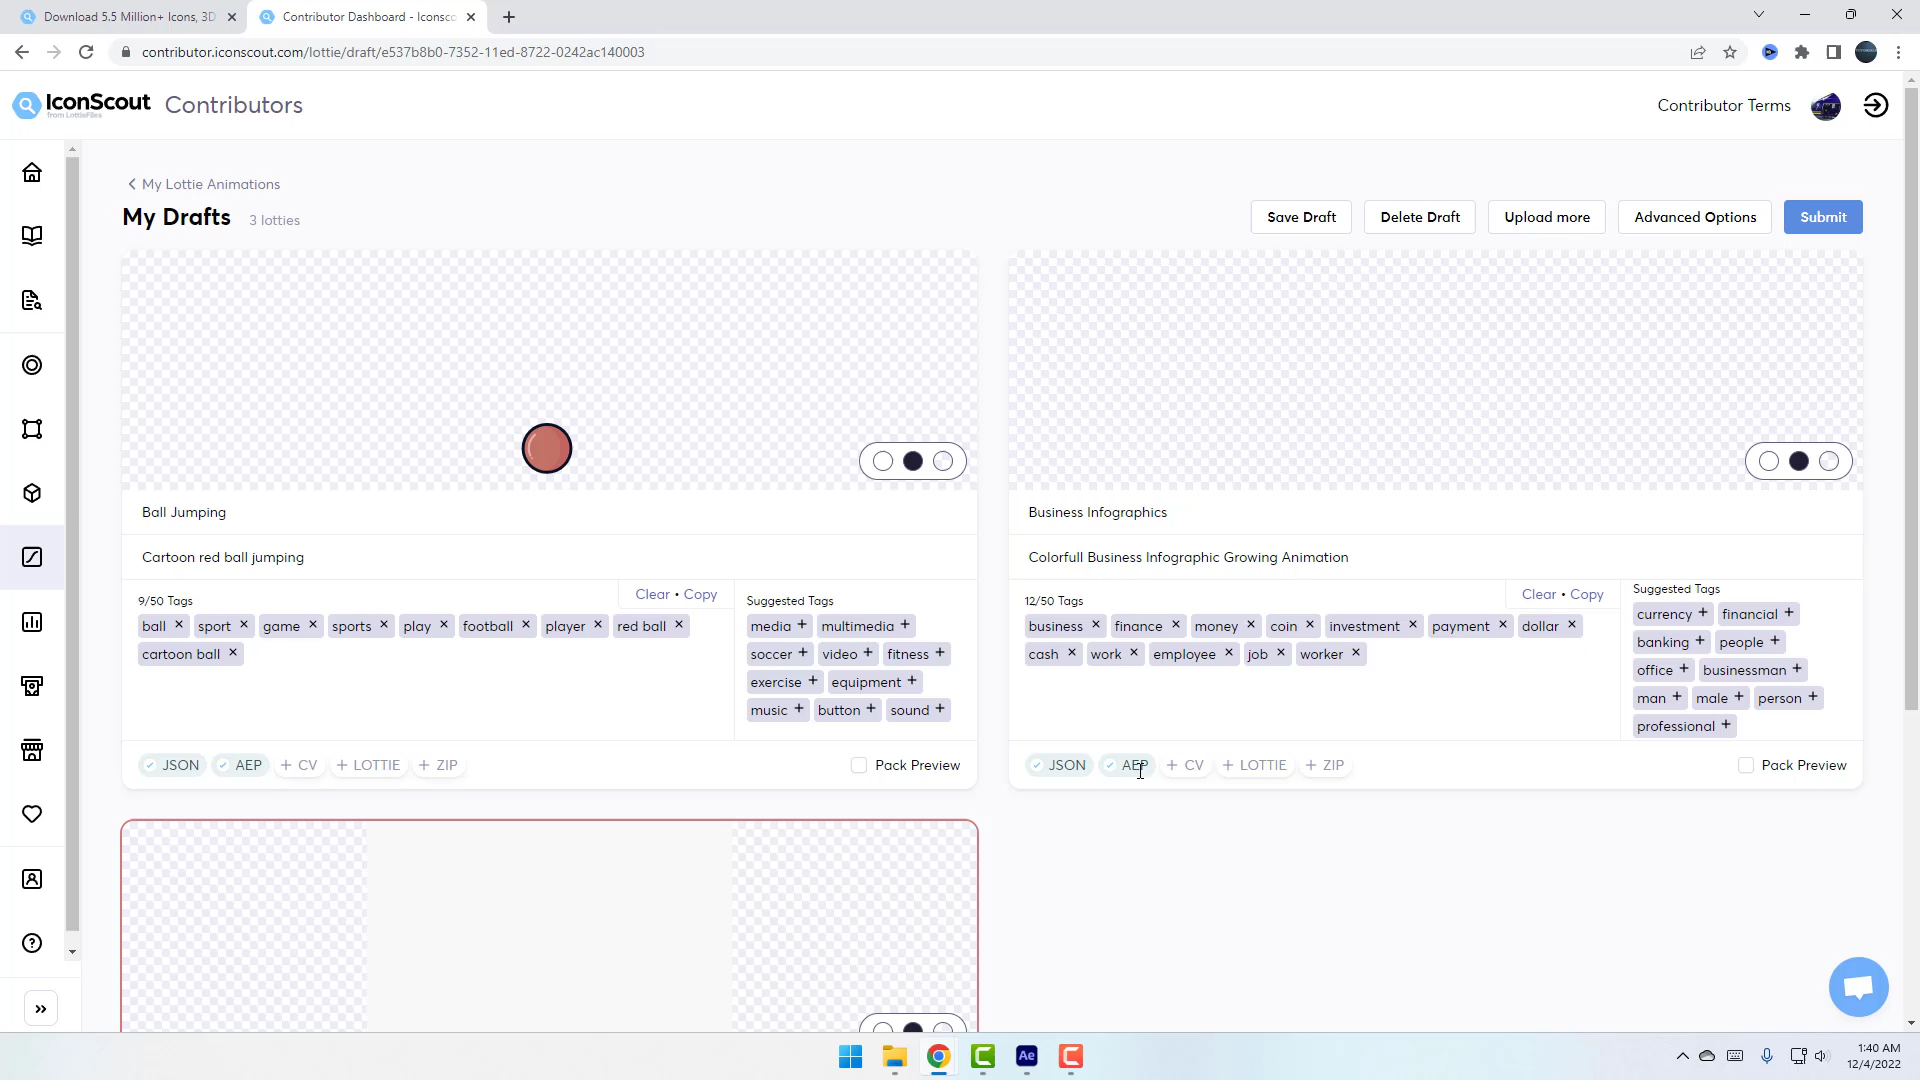 Download 5.5 Million+ Icons, 3D
Contributor Dashboard - Iconsco
contributor.iconscout.com/lottie/draft/e537b8b0-7352-11ed-8722-0242ac140003
IconScout
from LottieFiles
Contributors
Contributor Terms
My Lottie Animations
My Drafts
3 lotties
Save Draft
Delete Draft
Upload more
Advanced Options
Submit
Ball Jumping
Cartoon red ball jumping
9/50 Tags
Clear • Copy
ball × sport × game × sports × play × football × player × red ball ×
cartoon ball ×
Suggested Tags
media + multimedia +
soccer + video + fitness +
exercise + equipment +
music + button + sound +
JSON AEP + CV + LOTTIE + ZIP
Pack Preview
Business Infographics
Colorfull Business Infographic Growing Animation
12/50 Tags
Clear • Copy
business × finance × money × coin × investment × payment × dollar ×
cash × work × employee × job × worker ×
Suggested Tags
currency + financial +
banking + people +
office + businessman +
man + male + person +
professional +
JSON AEP + CV + LOTTIE + ZIP
Pack Preview
Ae
1:40 AM
12/4/2022